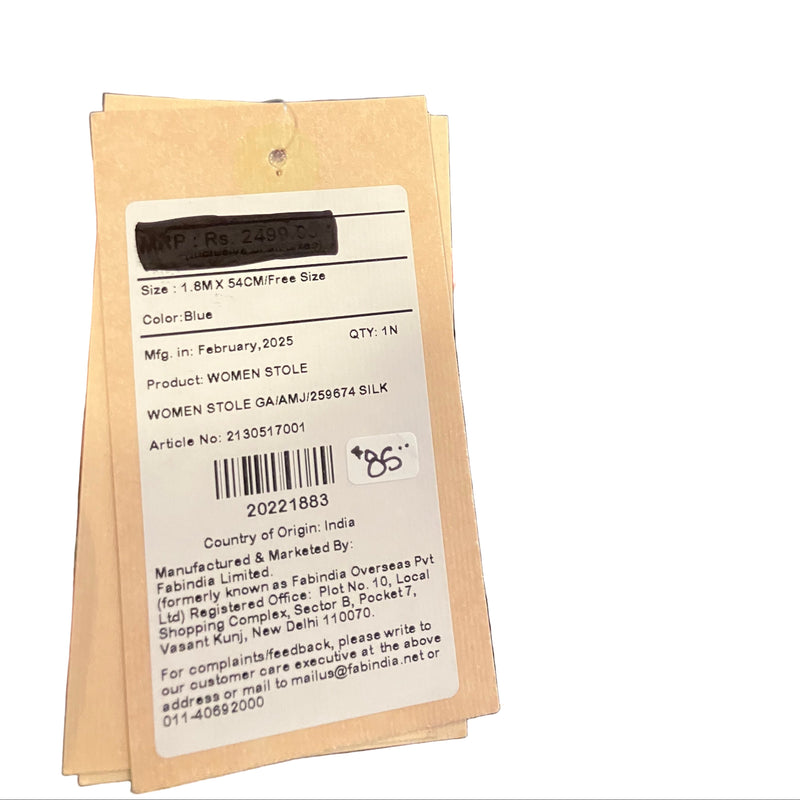 MRP : Rs. 2499.00
Size : 1.8M X 54CM/Free Size
Color:Blue
Mfg. in: February,2025 QTY: 1N
Product: WOMEN STOLE
WOMEN STOLE GA/AMJ/259674 SILK
Article No: 2130517001
20221883
Country of Origin: India
Manufactured & Marketed By:
Fabindia Limited.
(formerly known as Fabindia Overseas Pvt
Ltd) Registered Office: Plot No. 10, Local
Shopping Complex, Sector B, Pocket 7,
Vasant Kunj, New Delhi 110070.
For complaints/feedback, please write to
our customer care executive at the above
address or mail to mailus@fabindia.net or
011-40692000